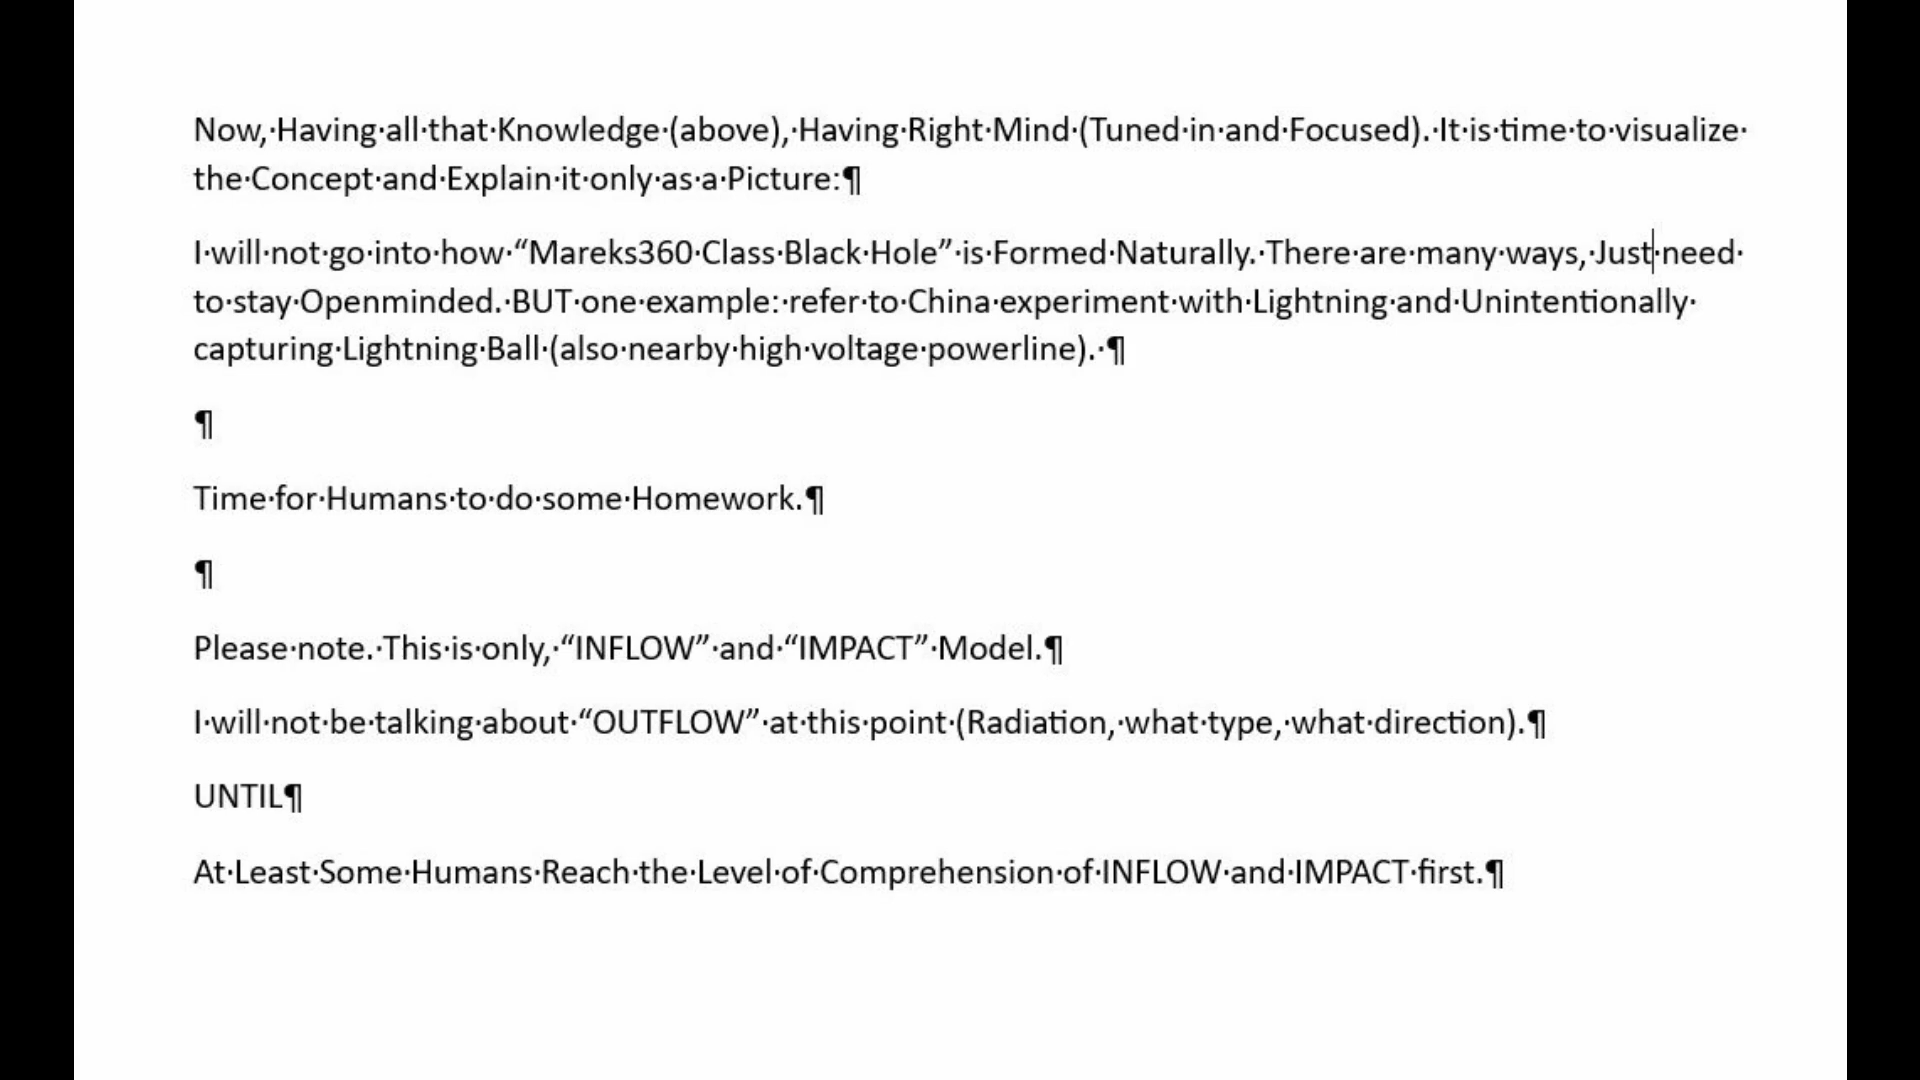 Now, Having all that Knowledge (above), Having Right Mind (Tuned in and Focused). It is time to visualize
the Concept and Explain it only as a Picture:¶
I will not go into how “Mareks360 Class Black Hole” is Formed Naturally. There are many ways, Just need
to stay Openminded. BUT one example: refer to China experiment with Lightning and Unintentionally
capturing Lightning Ball (also nearby high voltage powerline). ¶
¶
Time for Humans to do some Homework.¶
¶
Please note. This is only, “INFLOW” and “IMPACT” Model.¶
I will not be talking about “OUTFLOW” at this point (Radiation, what type, what direction).¶
UNTIL¶
At Least Some Humans Reach the Level of Comprehension of INFLOW and IMPACT first.¶